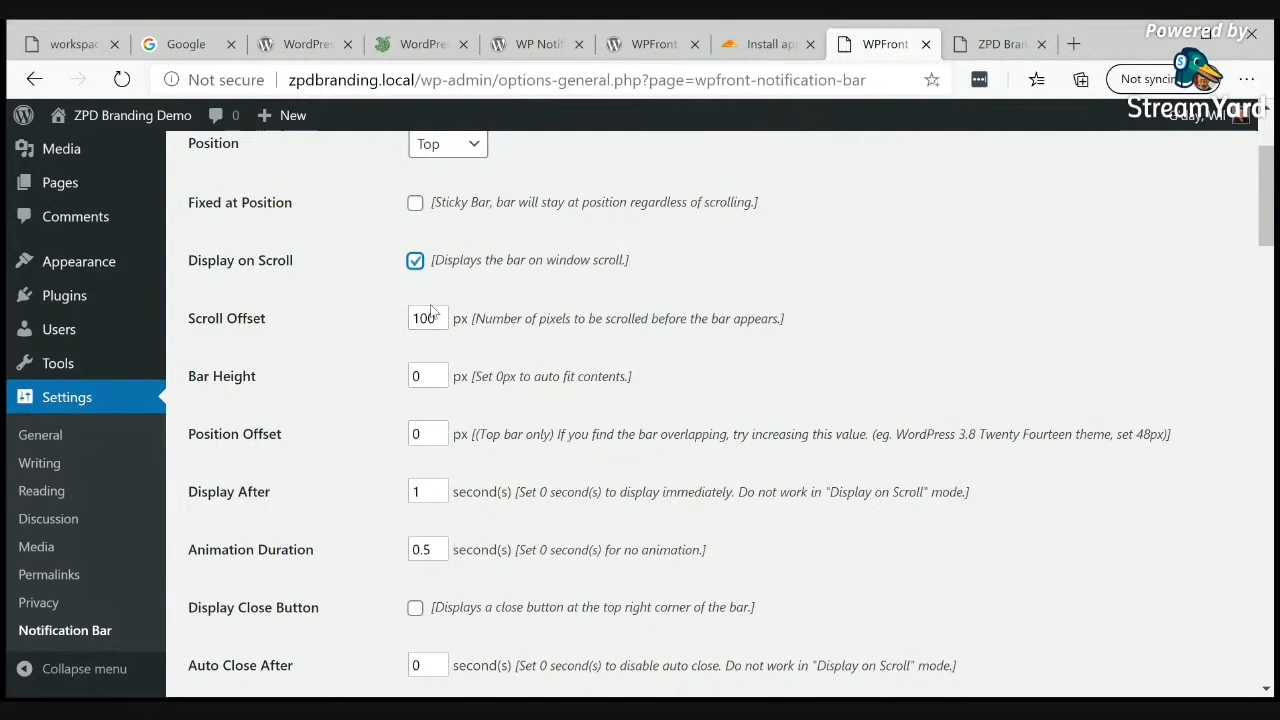 Powered by
workspac
Google
WordPres
WordPre
WP Notif
WPFront
Install ap
WPFront
ZPD Bran
Not secure
zpdbranding.local/wp-admin/options-general.php?page=wpfront-notification-bar
Not syncin
StreamYard
ZPD Branding Demo
0
New
Media
Pages
Comments
Appearance
Plugins
Users
Tools
Settings
General
Writing
Reading
Discussion
Media
Permalinks
Privacy
Notification Bar
Collapse menu
Position
Top
Fixed at Position
[Sticky Bar, bar will stay at position regardless of scrolling.]
Display on Scroll
[Displays the bar on window scroll.]
Scroll Offset
100 px [Number of pixels to be scrolled before the bar appears.]
Bar Height
0 px [Set 0px to auto fit contents.]
Position Offset
0 px [(Top bar only) If you find the bar overlapping, try increasing this value. (eg. WordPress 3.8 Twenty Fourteen theme, set 48px)]
Display After
1 second(s) [Set 0 second(s) to display immediately. Do not work in "Display on Scroll" mode.]
Animation Duration
0.5 second(s) [Set 0 second(s) for no animation.]
Display Close Button
[Displays a close button at the top right corner of the bar.]
Auto Close After
0 second(s) [Set 0 second(s) to disable auto close. Do not work in "Display on Scroll" mode.]